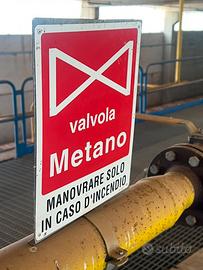 valvola
Metano
MANOVRARE SOLO
IN CASO D'INCENDIO
subito